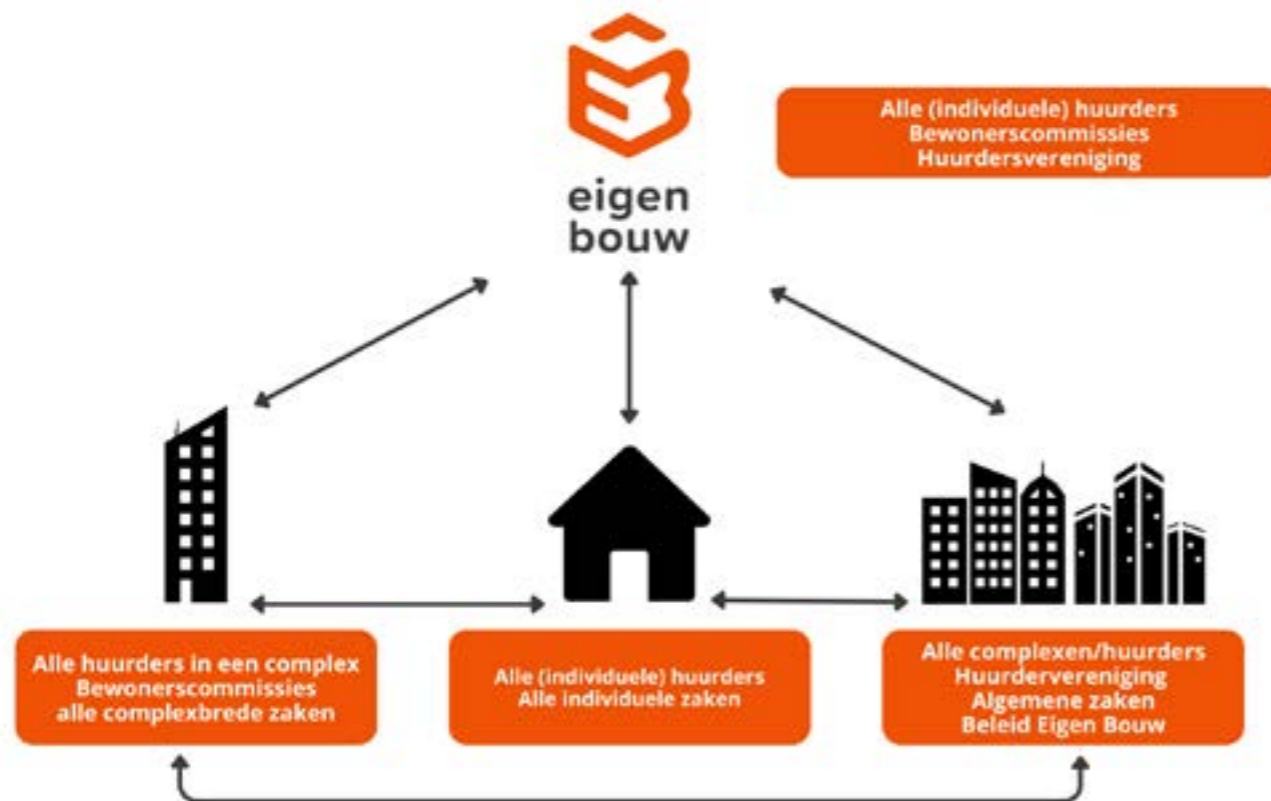 eigen
bouw
Alle (individuele) huurders
Bewonerscommissies
Huurdersvereniging
Alle huurders in een complex
Bewonerscommissies
alle complexbrede zaken
Alle (individuele) huurders
Alle individuele zaken
Alle complexen/huurders
Huurdervereniging
Algemene zaken
Beleid Eigen Bouw